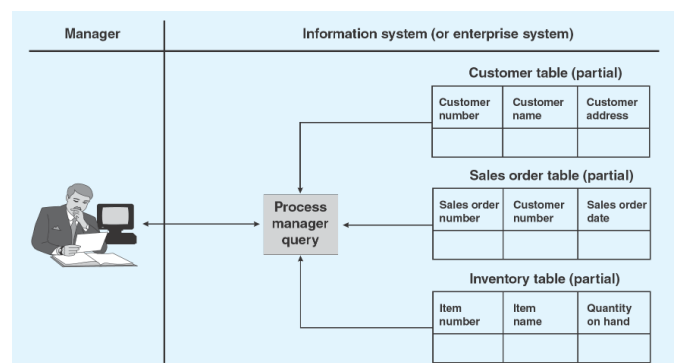 Manager
Information system (or enterprise system)
Customer table (partial)
Customer number
Customer name
Customer address
Process manager query
Sales order table (partial)
Sales order number
Customer number
Sales order date
Inventory table (partial)
Item number
Item name
Quantity on hand